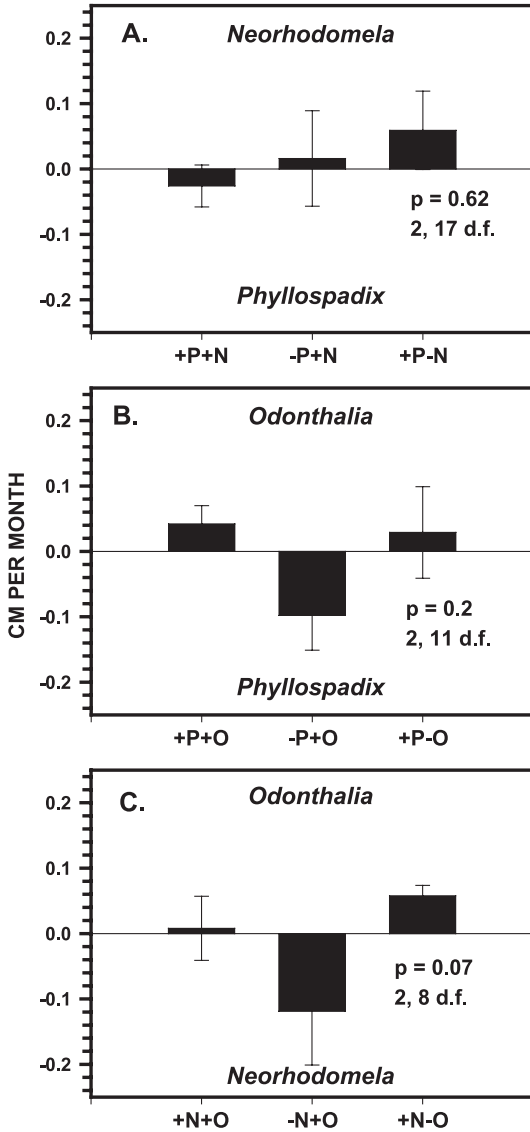 A.
Neorhodomela
0.2
0.1
0.0
-0.1
-0.2
p = 0.62
2, 17 d.f.
Phyllospadix
+P+N
-P+N
+P-N
B.
Odonthalia
0.2
0.1
0.0
-0.1
-0.2
CM PER MONTH
p = 0.2
2, 11 d.f.
Phyllospadix
+P+O
-P+O
+P-O
C.
Odonthalia
0.2
0.1
0.0
-0.1
-0.2
p = 0.07
2, 8 d.f.
Neorhodomela
+N+O
-N+O
+N-O